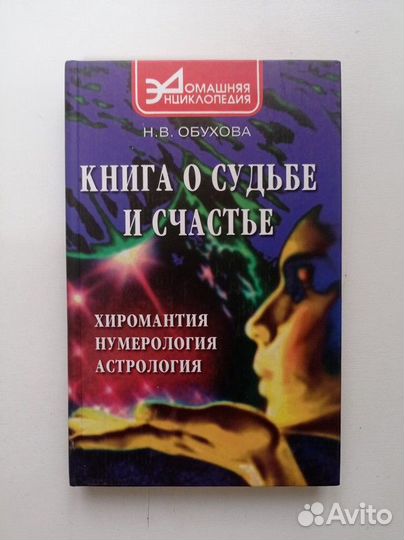 ДОМАШНЯЯ
ЭНЦИКЛОПЕДИЯ
Н.В. ОБУХОВА
КНИГА О СУДЬБЕ
И СЧАСТЬЕ
ХИРОМАНТИЯ
НУМЕРОЛОГИЯ
АСТРОЛОГИЯ
Avito